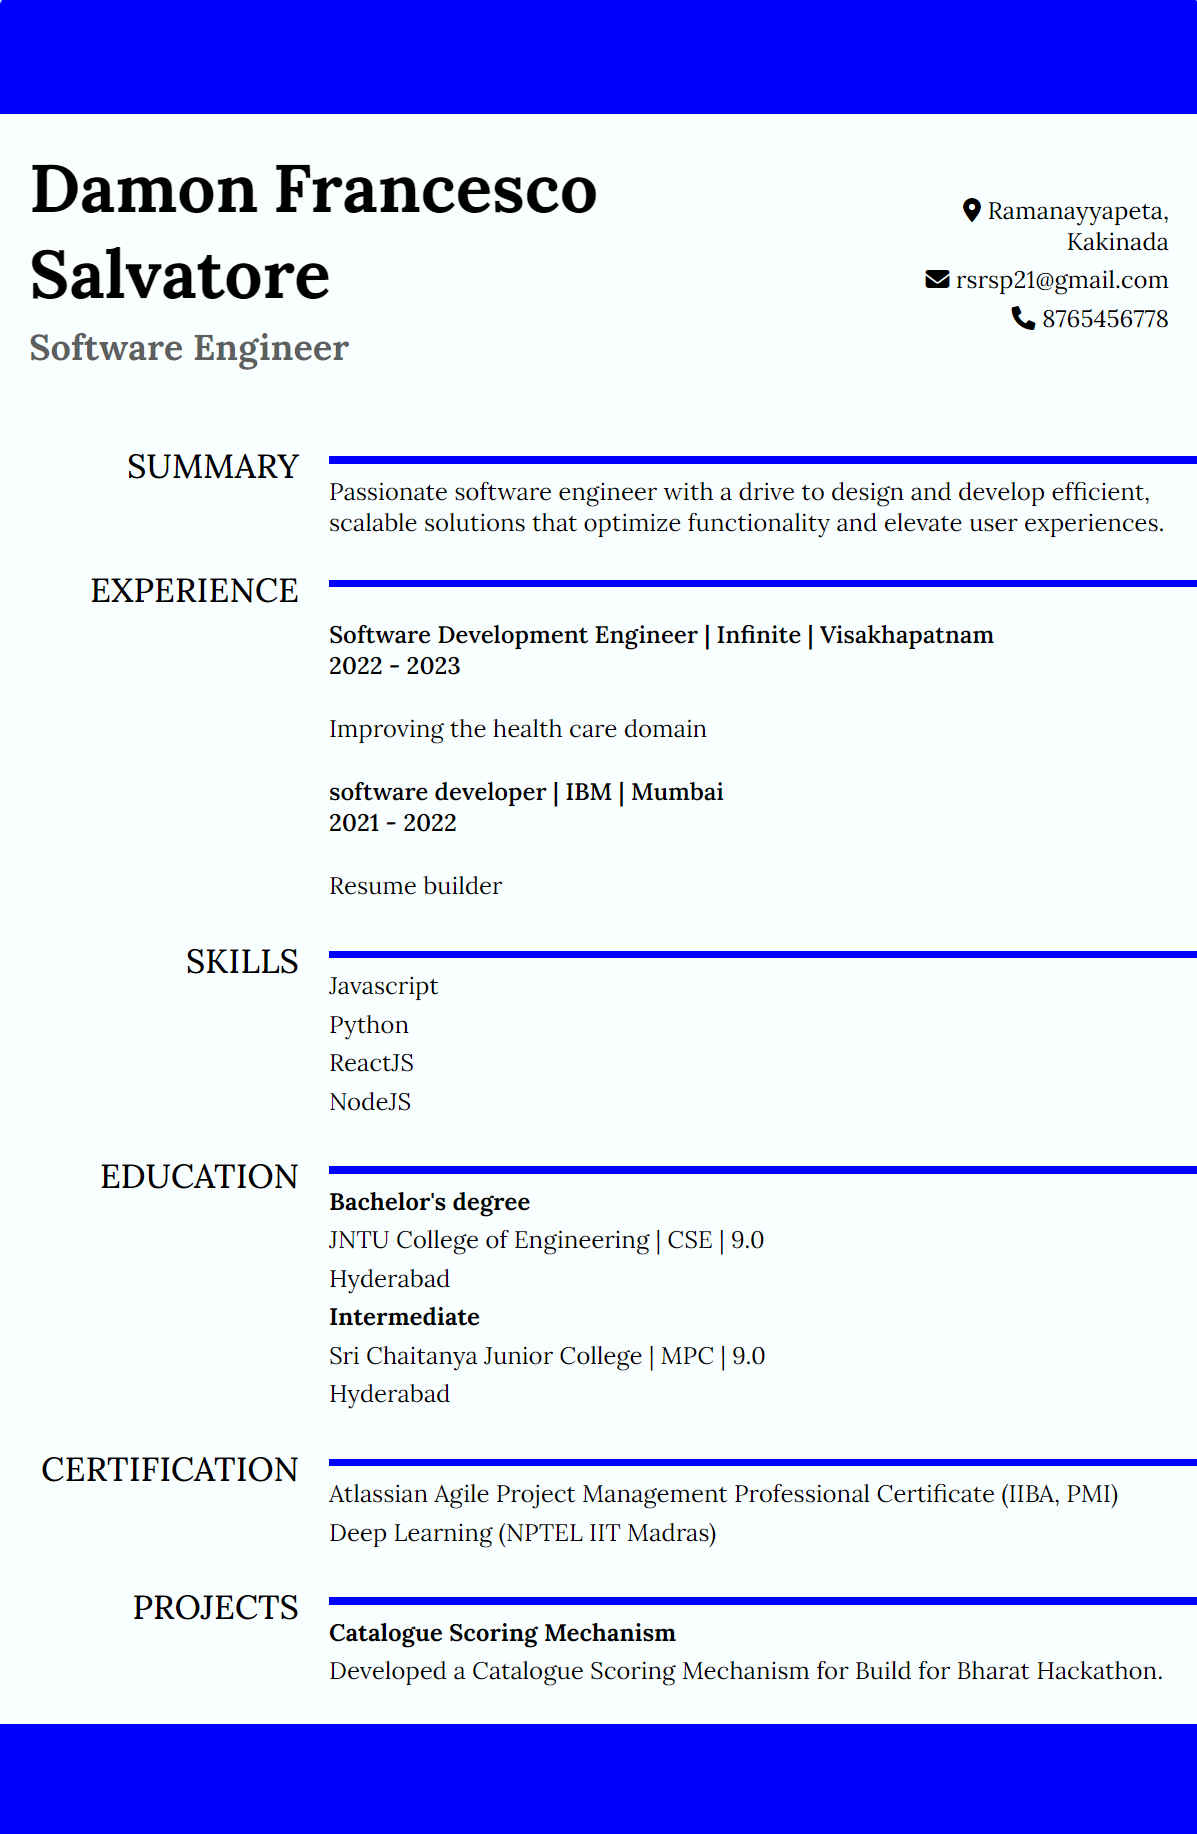 Damon Francesco
Salvatore
Software Engineer
Ramanayyapeta,
Kakinada
rsrsp21@gmail.com
8765456778
SUMMARY
Passionate software engineer with a drive to design and develop efficient,
scalable solutions that optimize functionality and elevate user experiences.
EXPERIENCE
Software Development Engineer | Infinite | Visakhapatnam
2022 - 2023
Improving the health care domain
software developer | IBM | Mumbai
2021 - 2022
Resume builder
SKILLS
Javascript
Python
ReactJS
NodeJS
EDUCATION
Bachelor's degree
JNTU College of Engineering | CSE | 9.0
Hyderabad
Intermediate
Sri Chaitanya Junior College | MPC | 9.0
Hyderabad
CERTIFICATION
Atlassian Agile Project Management Professional Certificate (IIBA, PMI)
Deep Learning (NPTEL IIT Madras)
PROJECTS
Catalogue Scoring Mechanism
Developed a Catalogue Scoring Mechanism for Build for Bharat Hackathon.